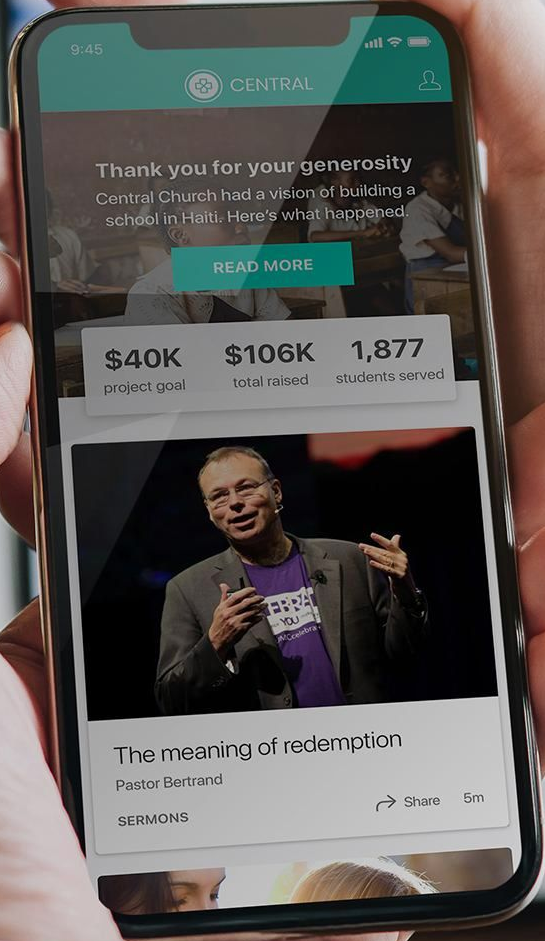 9:45
CENTRAL
Thank you for your generosity
Central Church had a vision of building a
school in Haiti. Here's what happened.
READ MORE
$40K $106K 1,877
project goal total raised students served
YOU
The meaning of redemption
Pastor Bertrand
SERMONS Share 5m